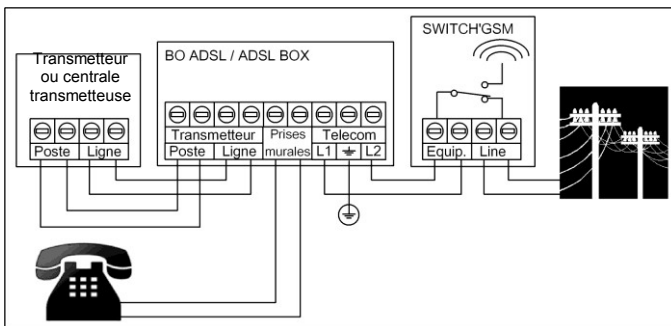 Transmetteur
ou centrale
transmetteuse
Poste Ligne
BO ADSL / ADSL BOX
Transmetteur Prises Telecom
Poste Ligne murales L1 L2
SWITCH'GSM
Equip. Line